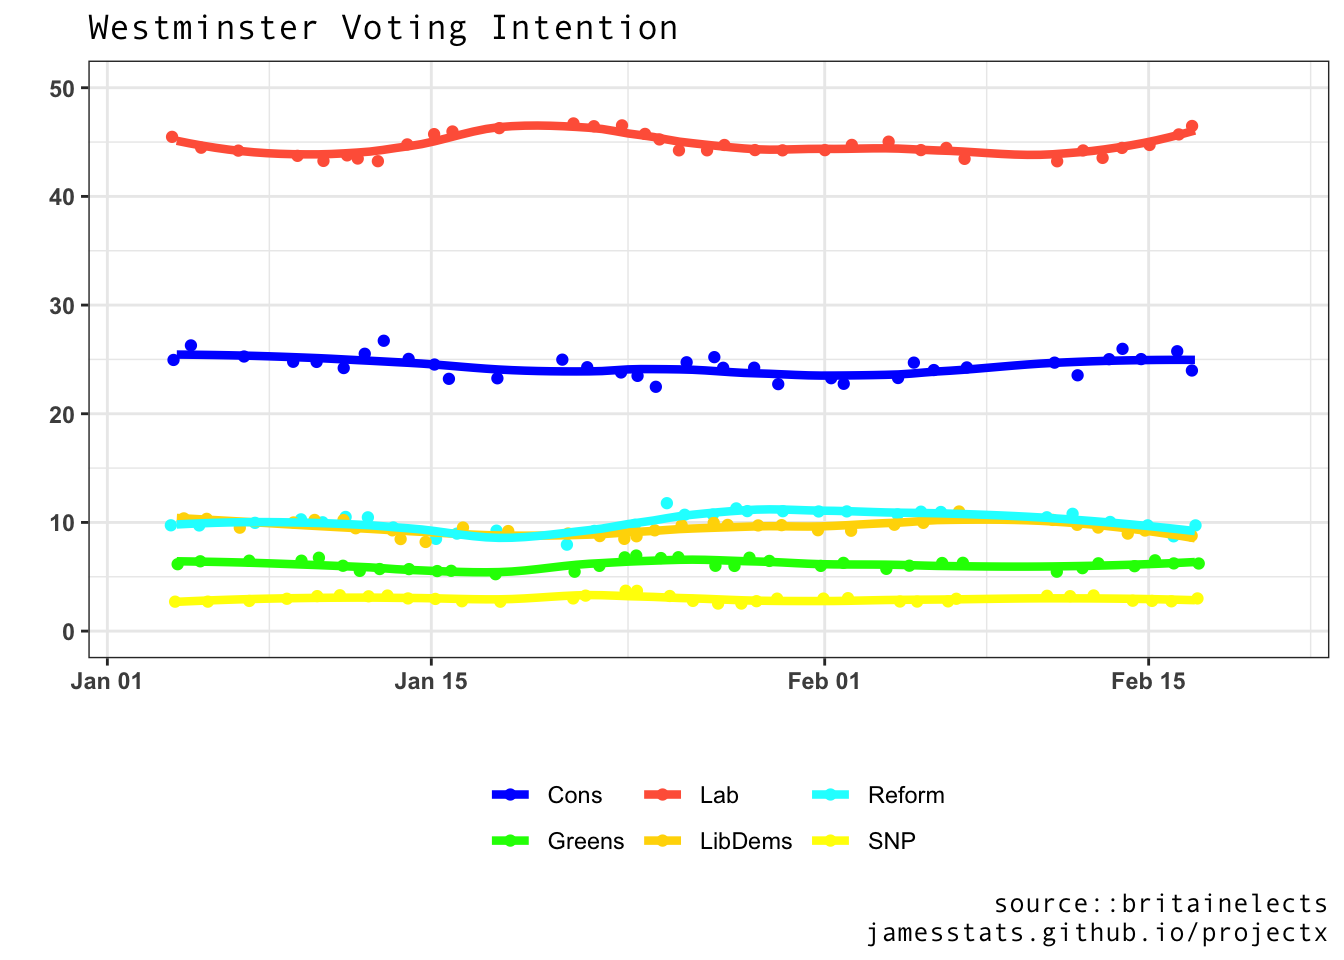 Westminster Voting Intention
50
40
30
20
10
0
Jan 01 Jan 15 Feb 01 Feb 15
Cons Lab Reform
Greens LibDems SNP
source::britainelects
jamesstats.github.io/projectx